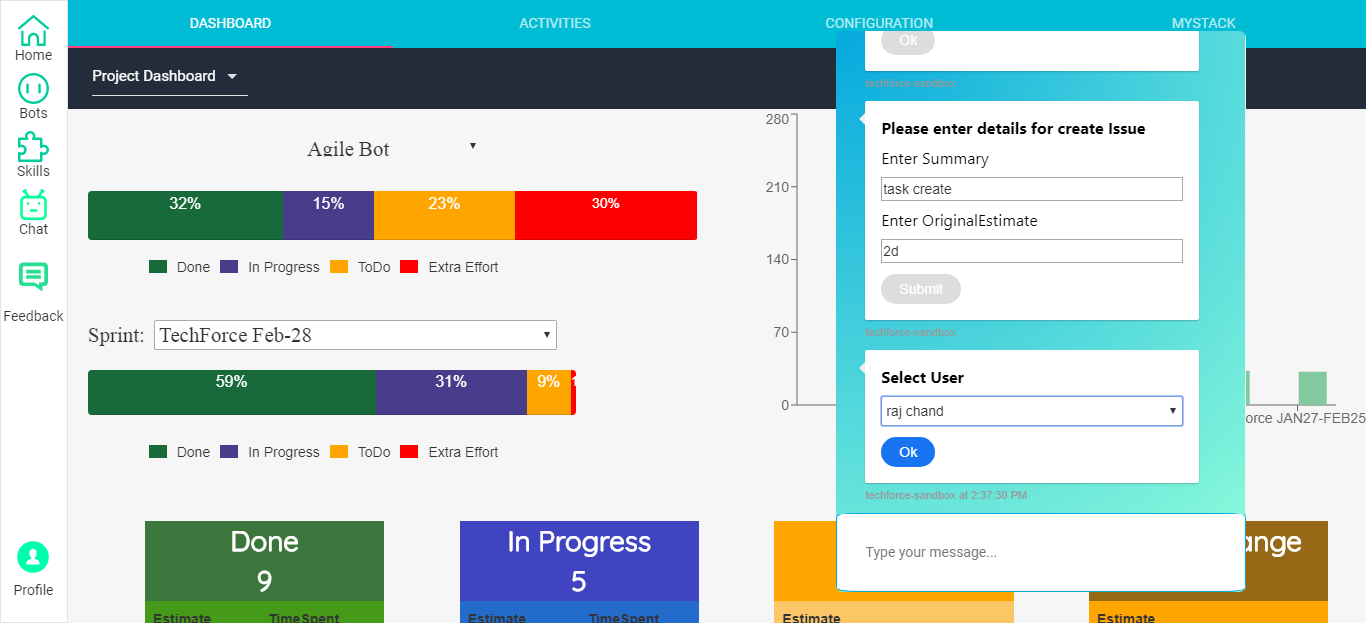 DASHBOARD
ACTIVITIES
CONFIGURATION
MYSTACK
Home
Bots
Skills
Chat
Feedback
Profile
Project Dashboard
Agile Bot
32%
15%
23%
30%
Done
In Progress
ToDo
Extra Effort
Sprint:
TechForce Feb-28
59%
31%
9%
Done
In Progress
ToDo
Extra Effort
280
210
140
70
0
orce JAN27-FEB25
Ok
techforce-sandbox
Please enter details for create Issue
Enter Summary
task create
Enter OriginalEstimate
2d
Submit
techforce-sandbox
Select User
raj chand
Ok
techforce-sandbox at 2:37:30 PM
Type your message...
Done
9
Estimate TimeSpent
In Progress
5
Estimate TimeSpent
Estimate
ange
Estimate